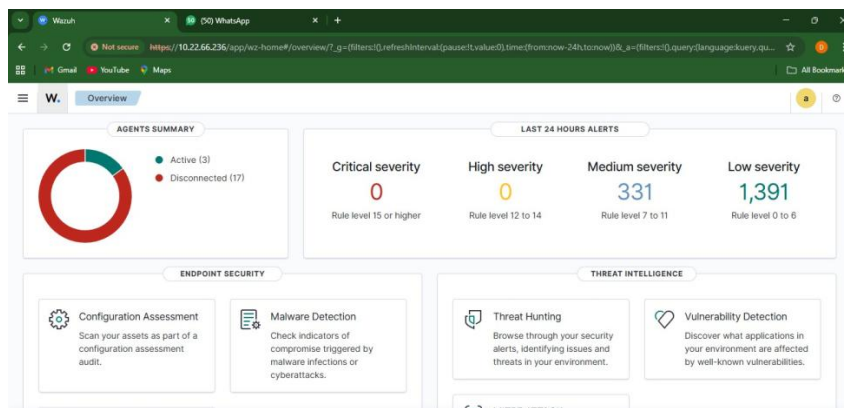 Wazuh
(50) WhatsApp
Not secure https://10.22.66.236/app/wz-home#/overview/?_g=(filters:!(),refreshInterval:(pause:!t,value:0),time:(from:now-24h,to:now))&_a=(filters:!(),query:(language:kuery,qu...
Gmail YouTube Maps All Bookmark
W. Overview a
AGENTS SUMMARY
Active (3)
Disconnected (17)
LAST 24 HOURS ALERTS
Critical severity High severity Medium severity Low severity
0 0 331 1,391
Rule level 15 or higher Rule level 12 to 14 Rule level 7 to 11 Rule level 0 to 6
ENDPOINT SECURITY
Configuration Assessment
Scan your assets as part of a
configuration assessment
audit.
Malware Detection
Check indicators of
compromise triggered by
malware infections or
cyberattacks.
THREAT INTELLIGENCE
Threat Hunting
Browse through your security
alerts, identifying issues and
threats in your environment.
Vulnerability Detection
Discover what applications in
your environment are affected
by well-known vulnerabilities.